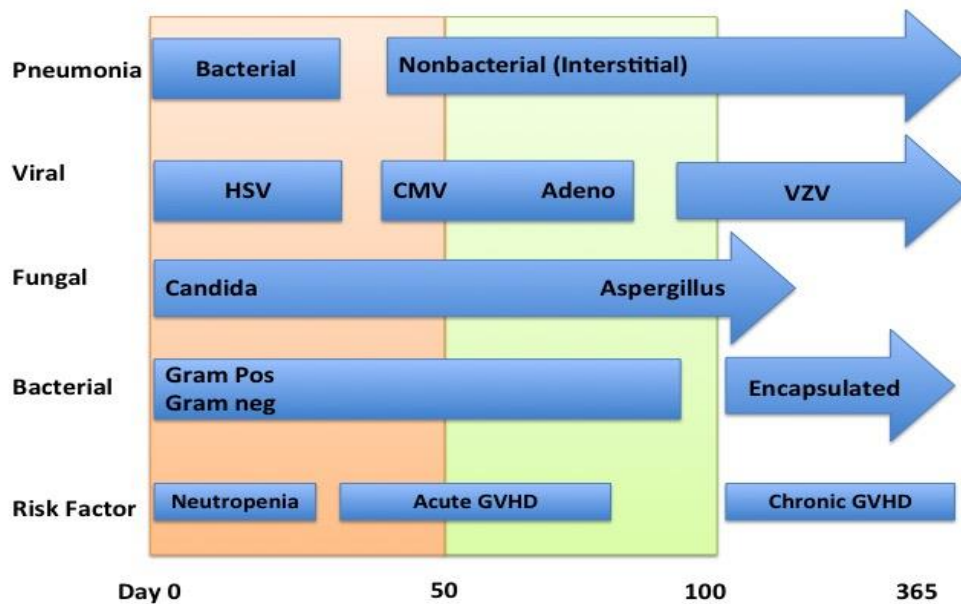 Pneumonia
Bacterial
Nonbacterial (Interstitial)
Viral
HSV
CMV
Adeno
VZV
Fungal
Candida
Aspergillus
Bacterial
Gram Pos
Gram neg
Encapsulated
Risk Factor
Neutropenia
Acute GVHD
Chronic GVHD
Day 0
50
100
365